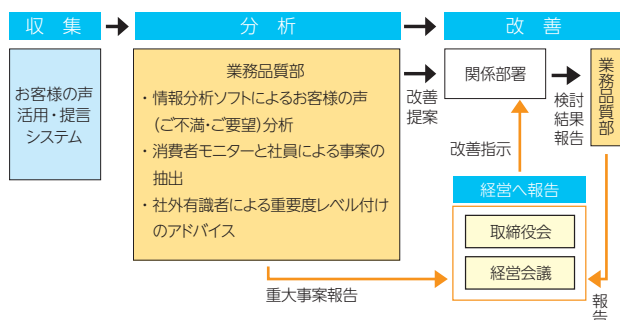 収 集
分 析
改 善
お客様の声
活用・提言
システム
業務品質部
・情報分析ソフトによるお客様の声
(ご不満・ご要望)分析
・消費者モニターと社員による事案の
抽出
・社外有識者による重要度レベル付け
のアドバイス
改善
提案
関係部署
検討
結果
報告
業務品質部
改善指示
経営へ報告
取締役会
経営会議
重大事案報告
報告